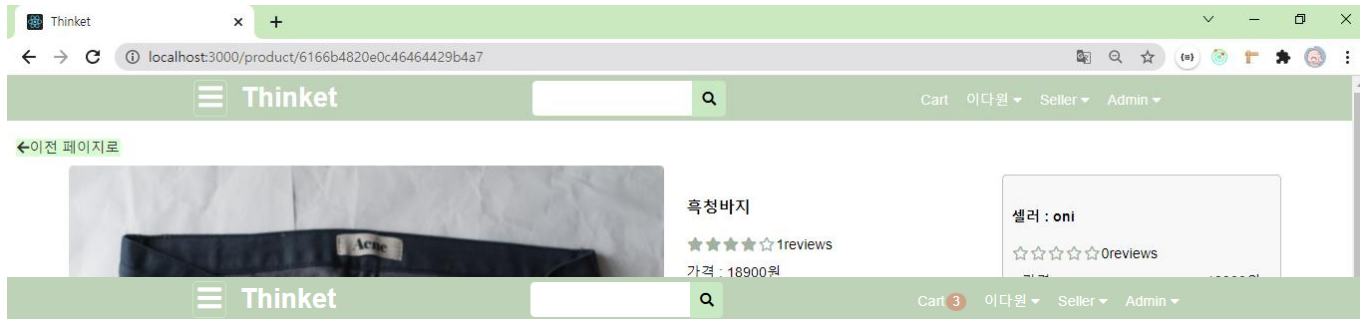 Thinket
localhost:3000/product/6166b4820e0c46464429b4a7
Thinket Cart 이다원 Seller Admin
이전 페이지로
Acne
흑청바지
셀러 : oni
1reviews
0reviews
가격 : 18900원
Thinket Cart 3 이다원 Seller Admin